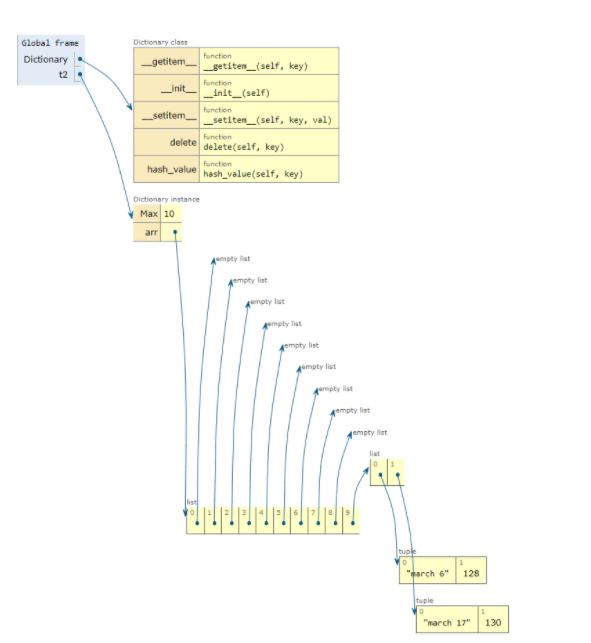 Global frame
Dictionary
t2
Dictionary class
__getitem__
function
__getitem__(self, key)
__init__
function
__init__(self)
__setitem__
function
__setitem__(self, key, val)
delete
function
delete(self, key)
hash_value
function
hash_value(self, key)
Dictionary instance
Max 10
arr
empty list
empty list
empty list
empty list
empty list
empty list
empty list
empty list
empty list
list
0 1
list
0 1 2 3 4 5 6 7 8 9
tuple
0 1
"march 6" 128
tuple
0 1
"march 17" 130